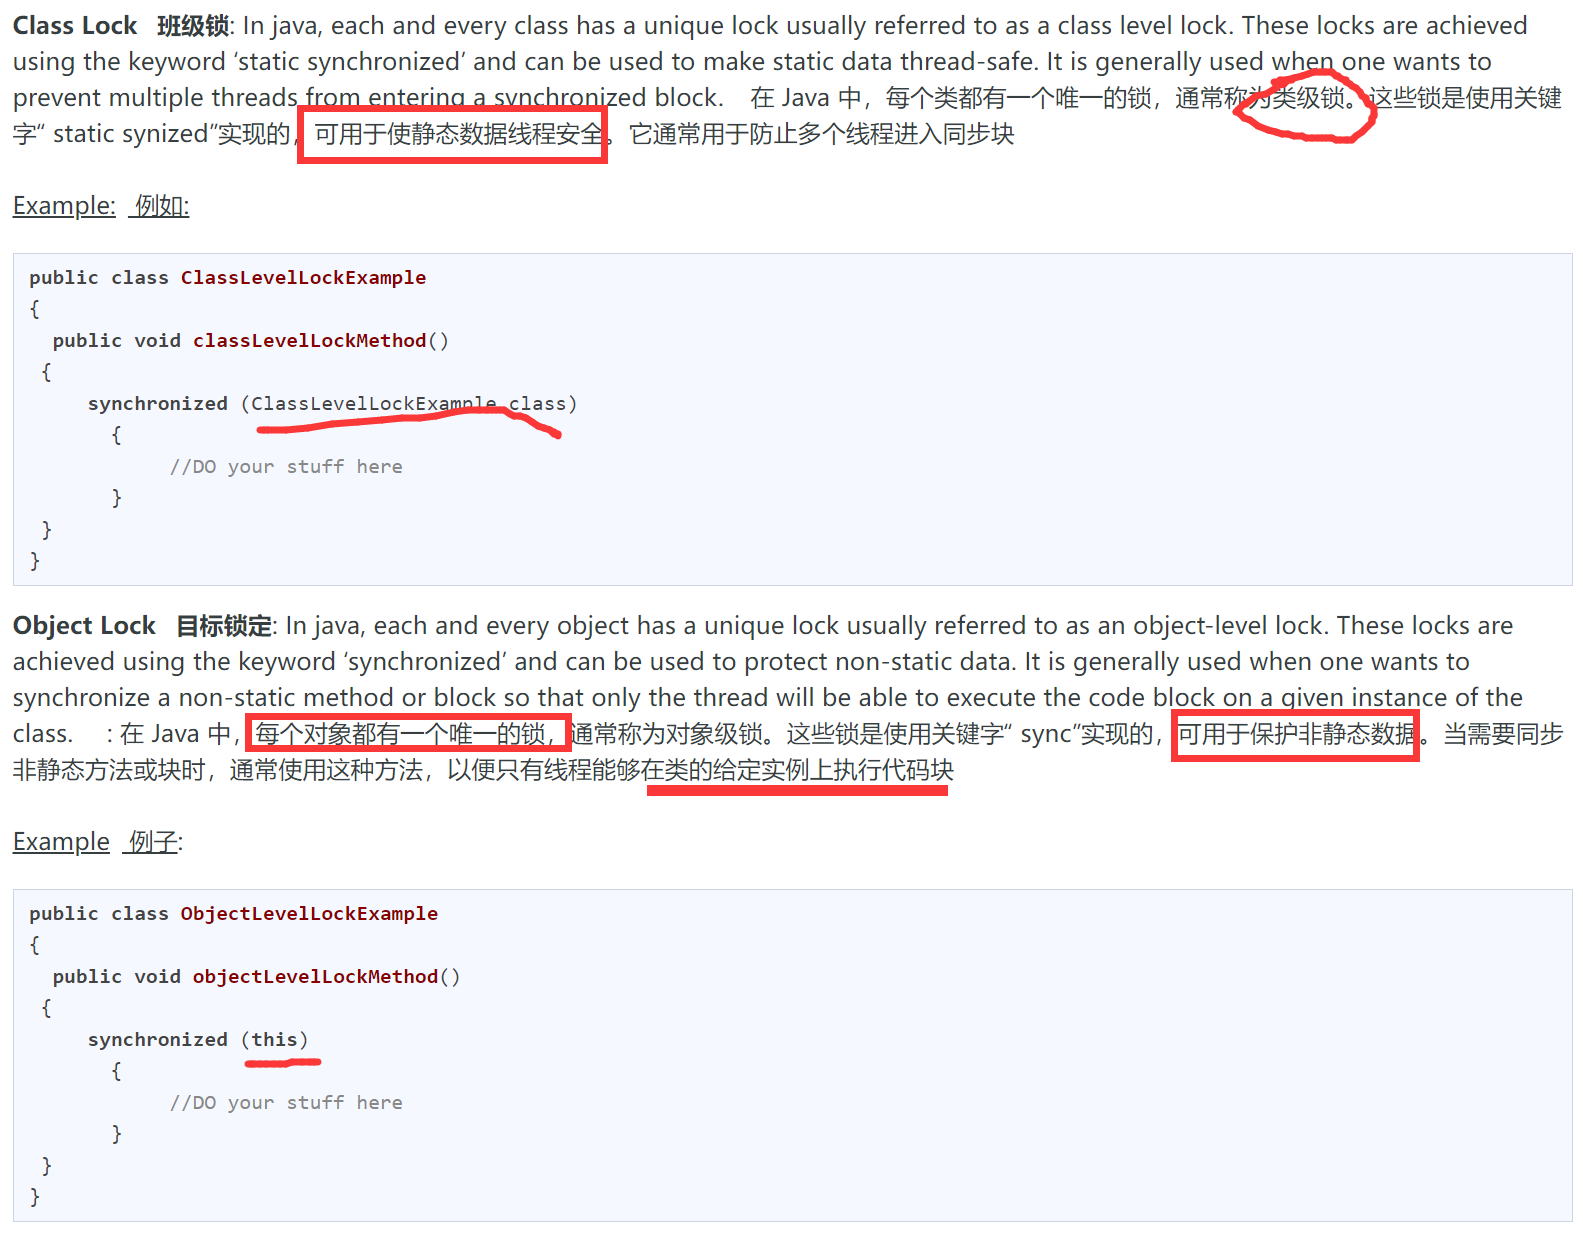 Class Lock 班级锁: In java, each and every class has a unique lock usually referred to as a class level lock. These locks are achieved
using the keyword ‘static synchronized’ and can be used to make static data thread-safe. It is generally used when one wants to
prevent multiple threads from entering a synchronized block. 在 Java 中，每个类都有一个唯一的锁，通常称为类级锁。这些锁是使用关键
字“ static synized”实现的，可用于使静态数据线程安全。它通常用于防止多个线程进入同步块
Example: 例如:
public class ClassLevelLockExample
{
public void classLevelLockMethod()
{
synchronized (ClassLevelLockExample.class)
{
//DO your stuff here
}
}
}
Object Lock 目标锁定: In java, each and every object has a unique lock usually referred to as an object-level lock. These locks are
achieved using the keyword ‘synchronized’ and can be used to protect non-static data. It is generally used when one wants to
synchronize a non-static method or block so that only the thread will be able to execute the code block on a given instance of the
class. : 在 Java 中，每个对象都有一个唯一的锁，通常称为对象级锁。这些锁是使用关键字“ sync”实现的，可用于保护非静态数据。当需要同步
非静态方法或块时，通常使用这种方法，以便只有线程能够在类的给定实例上执行代码块
Example 例子:
public class ObjectLevelLockExample
{
public void objectLevelLockMethod()
{
synchronized (this)
{
//DO your stuff here
}
}
}